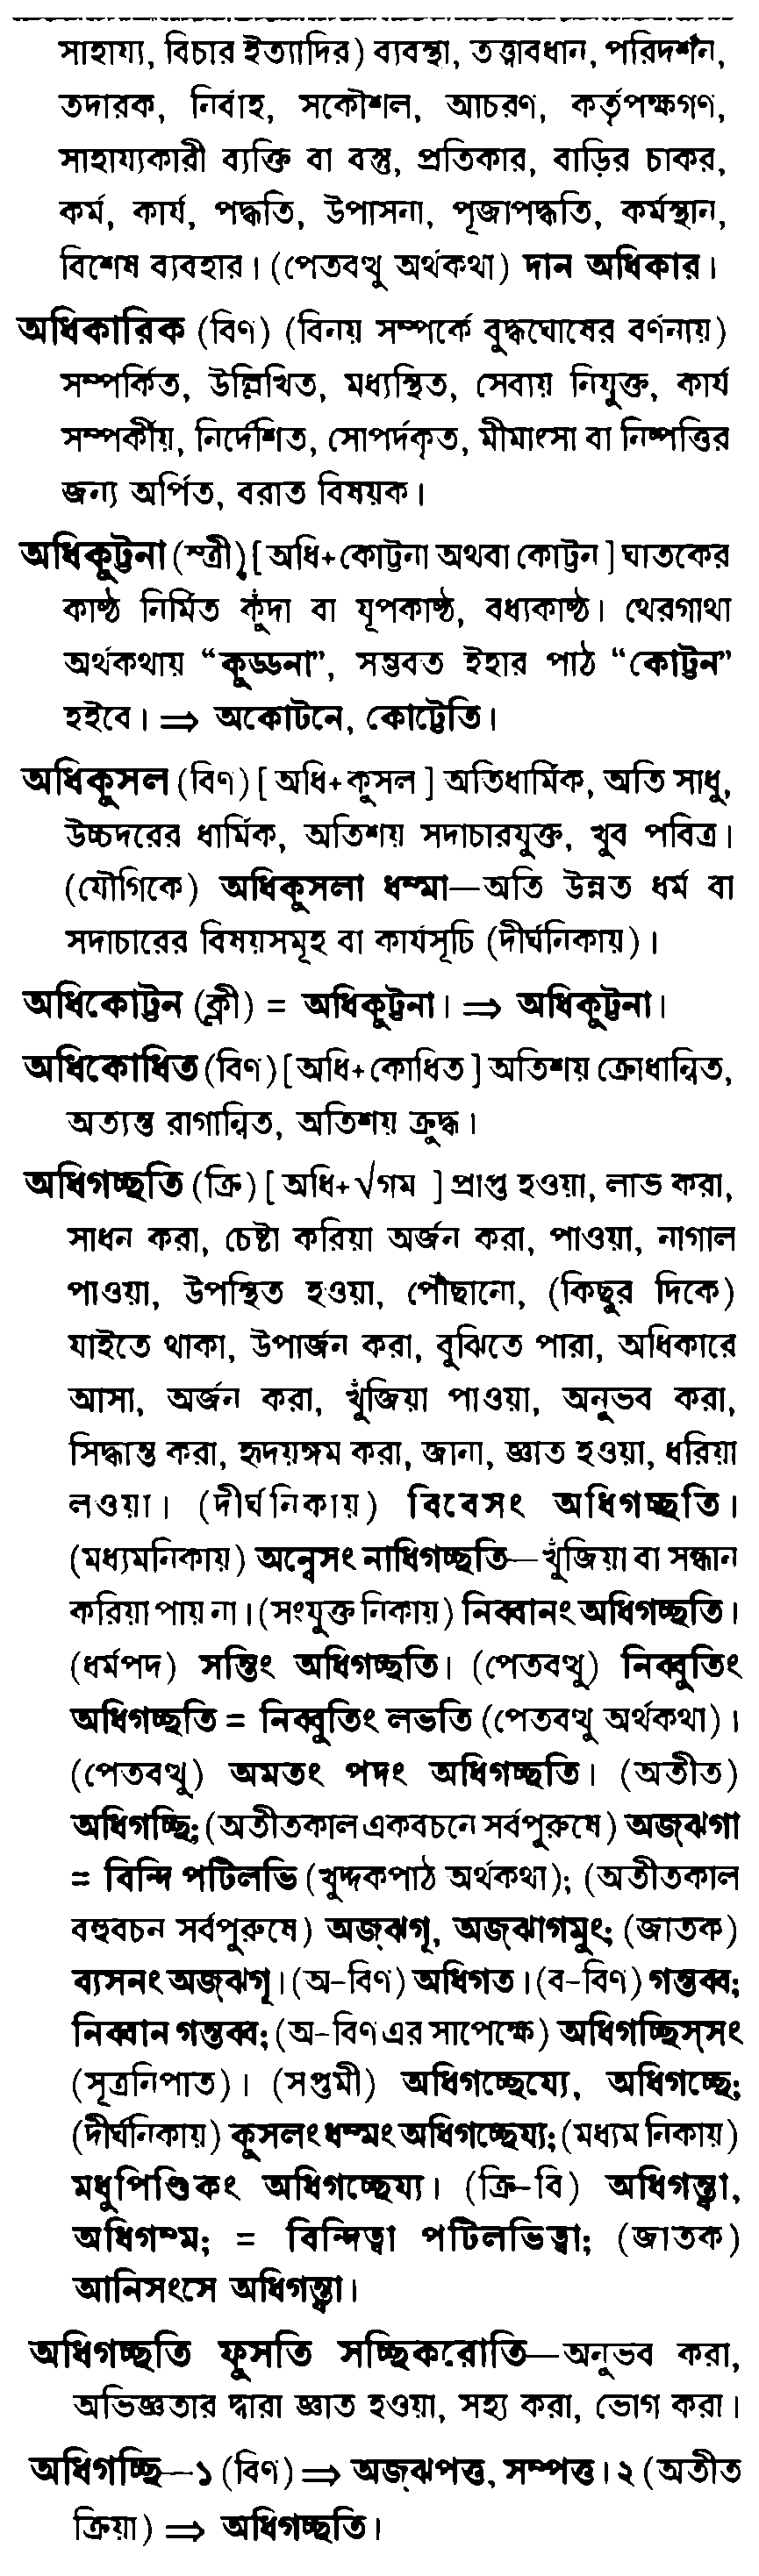 সাহায্য, বিচার ইত্যাদির) ব্যবস্থা, তত্ত্বাবধান, পরিদর্শন,
তদারক, নির্বাহ, সকৌশল, আচরণ, কর্তৃপক্ষগণ,
সাহায্যকারী ব্যক্তি বা বস্তু, প্রতিকার, বাড়ির চাকর,
কর্ম, কার্য, পদ্ধতি, উপাসনা, পূজাপদ্ধতি, কর্মস্থান,
বিশেষ ব্যবহার। (পেতবত্থু অর্থকথা) দান অধিকার।
অধিকারিক (বিণ) (বিনয় সম্পর্কে বুদ্ধঘোষের বর্ণনায়)
সম্পর্কিত, উল্লিখিত, মধ্যস্থিত, সেবায় নিযুক্ত, কার্য
সম্পর্কীয়, নির্দেশিত, সোপর্দকৃত, মীমাংসা বা নিষ্পত্তির
জন্য অর্পিত, বরাত বিষয়ক।
অধিকুট্টনা (স্ত্রী) [ অধি+কোট্টনা অথবা কোট্টন ] ঘাতকের
কাষ্ঠ নির্মিত কুঁদা বা যূপকাষ্ঠ, বধ্যকাষ্ঠ। থেরগাথা
অর্থকথায় “কুড্ডনা”, সম্ভবত ইহার পাঠ “কোট্টন”
হইবে। ⇒ অকোটনে, কোট্টেতি।
অধিকুসল (বিণ) [ অধি+কুসল ] অতিধার্মিক, অতি সাধু,
উচ্চদরের ধার্মিক, অতিশয় সদাচারযুক্ত, খুব পবিত্র।
(যৌগিকে) অধিকুসলা ধম্মা—অতি উন্নত ধর্ম বা
সদাচারের বিষয়সমূহ বা কার্যসূচি (দীর্ঘনিকায়)।
অধিকোট্টন (ক্লী) = অধিকুট্টনা। ⇒ অধিকুট্টনা।
অধিকোধিত (বিণ) [অধি+কোধিত ] অতিশয় ক্রোধান্বিত,
অত্যন্ত রাগান্বিত, অতিশয় ক্রুদ্ধ।
অধিগচ্ছতি (ক্রি) [ অধি+√গম ] প্রাপ্ত হওয়া, লাভ করা,
সাধন করা, চেষ্টা করিয়া অর্জন করা, পাওয়া, নাগাল
পাওয়া, উপস্থিত হওয়া, পৌঁছানো, (কিছুর দিকে)
যাইতে থাকা, উপার্জন করা, বুঝিতে পারা, অধিকারে
আসা, অর্জন করা, খুঁজিয়া পাওয়া, অনুভব করা,
সিদ্ধান্ত করা, হৃদয়ঙ্গম করা, জানা, জ্ঞাত হওয়া, ধরিয়া
লওয়া। (দীর্ঘনিকায়) বিবেসং অধিগচ্ছতি।
(মধ্যমনিকায়) অন্বেসং নাধিগচ্ছতি—খুঁজিয়া বা সন্ধান
করিয়া পায় না। (সংযুক্ত নিকায়) নিব্বানং অধিগচ্ছতি।
(ধর্মপদ) সন্তিং অধিগচ্ছতি। (পেতবত্থু) নিব্বুতিং
অধিগচ্ছতি = নিব্বুতিং লভতি (পেতবত্থু অর্থকথা)।
(পেতবত্থু) অমতং পদং অধিগচ্ছতি। (অতীত)
অধিগচ্ছি; (অতীতকাল একবচনে সর্বপুরুষে) অজ্ঝগা
= বিন্দি পটিলভি (খুদ্দকপাঠ অর্থকথা); (অতীতকাল
বহুবচন সর্বপুরুষে) অজ্ঝগূ, অজ্ঝাগমুং; (জাতক)
ব্যসনং অজ্ঝগূ। (অ-বিণ) অধিগত। (ব-বিণ) গন্তব্ব;
নিব্বান গন্তব্ব; (অ-বিণ এর সাপেক্ষে) অধিগচ্ছিস্সং
(সূত্রনিপাত)। (সপ্তমী) অধিগচ্ছেয্যে, অধিগচ্ছে;
(দীর্ঘনিকায়) কুসলং ধম্মং অধিগচ্ছেয্য; (মধ্যম নিকায়)
মধুপিণ্ডিকং অধিগচ্ছেয্য। (ক্রি-বি) অধিগন্ত্বা,
অধিগম্ম; = বিন্দিত্বা পটিলভিত্বা; (জাতক)
আনিসংসে অধিগন্ত্বা।
অধিগচ্ছতি ফুসতি সচ্ছিকরোতি—অনুভব করা,
অভিজ্ঞতার দ্বারা জ্ঞাত হওয়া, সহ্য করা, ভোগ করা।
অধিগচ্ছি—১ (বিণ) ⇒ অজ্ঝপত্ত, সম্পত্ত। ২ (অতীত
ক্রিয়া) ⇒ অধিগচ্ছতি।